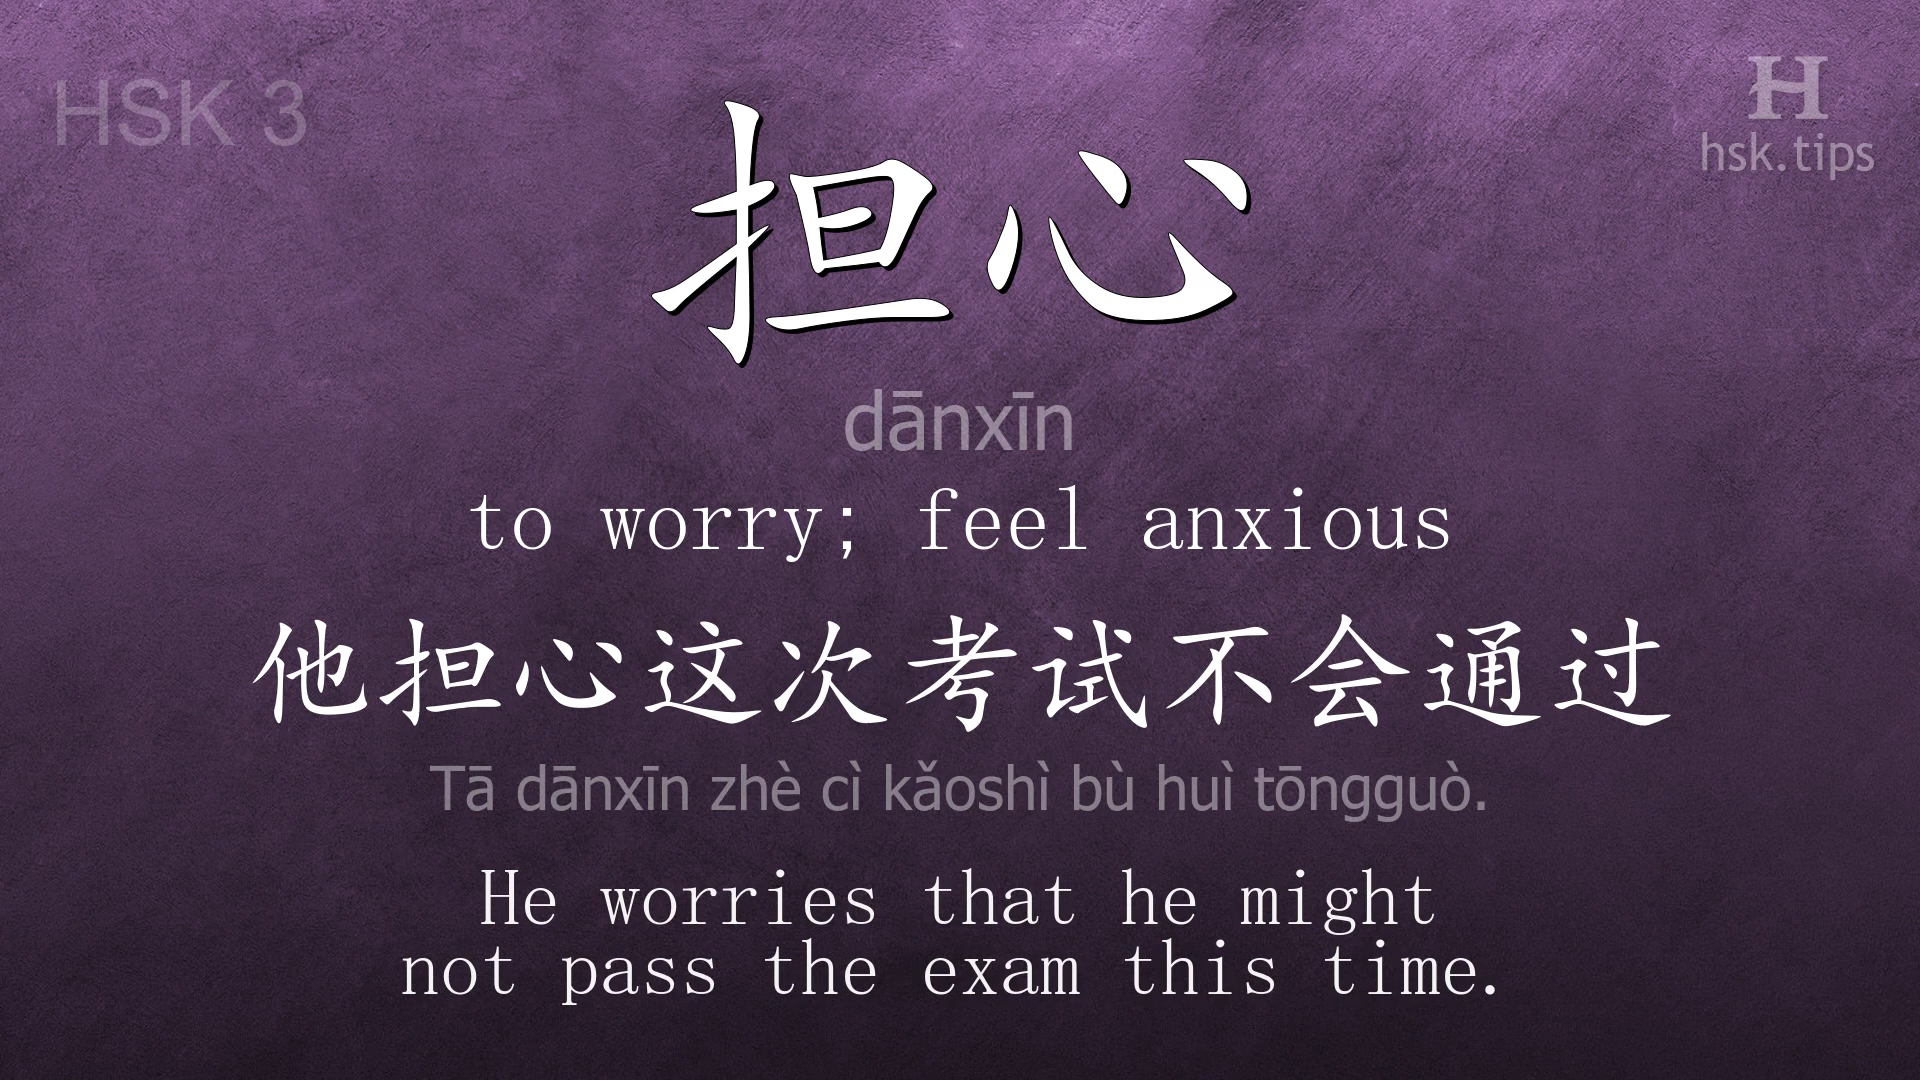 HSK 3
H
hsk.tips
担心
dānxīn
to worry; feel anxious
他担心这次考试不会通过
Tā dānxīn zhè cì kǎoshì bù huì tōngguò.
He worries that he might
not pass the exam this time.